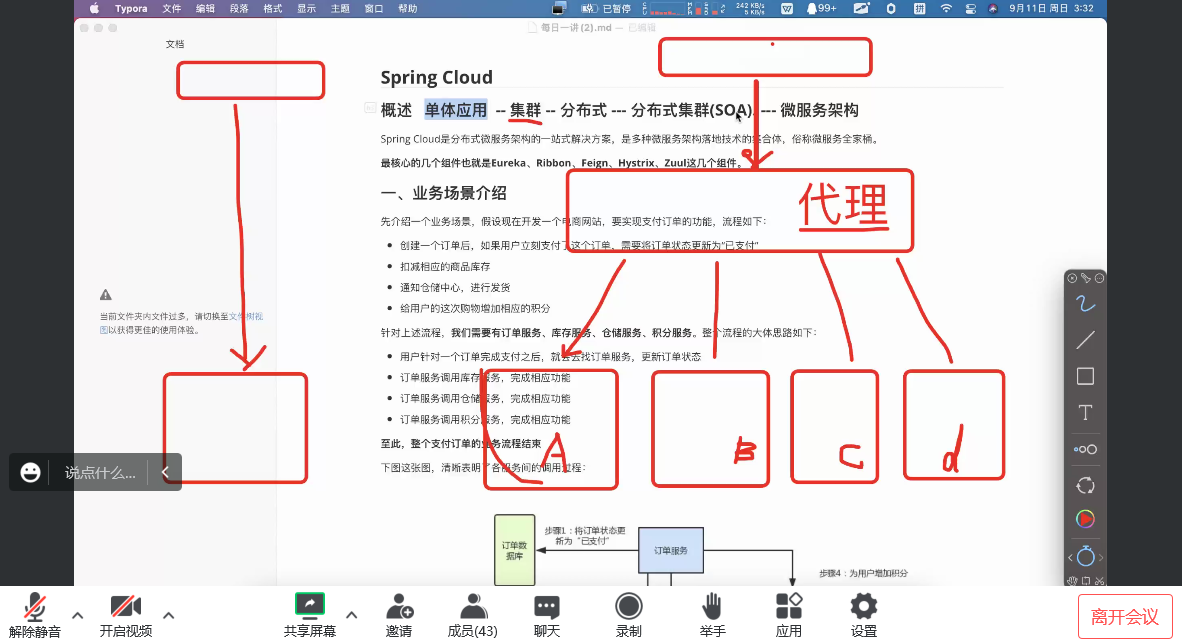 Typora 文件 编辑 段落 格式 显示 主题 窗口 帮助
已暂停 242 KB/s 5 KB/s 99+ 拼 9月11日 周日 3:32
每日一讲 (2).md — 已编辑
文档
Spring Cloud
概述 单体应用 -- 集群 -- 分布式 --- 分布式集群(SOA) --- 微服务架构
Spring Cloud是分布式微服务架构的一站式解决方案，是多种微服务架构落地技术的集合体，俗称微服务全家桶。
最核心的几个组件也就是Eureka、Ribbon、Feign、Hystrix、Zuul这几个组件。
一、业务场景介绍
代理
先介绍一个业务场景，假设现在开发一个电商网站，要实现支付订单的功能，流程如下：
创建一个订单后，如果用户立刻支付了这个订单，需要将订单状态更新为“已支付”
扣减相应的商品库存
通知仓储中心，进行发货
给用户的这次购物增加相应的积分
当前文件夹内文件过多，请切换至文件树视
图以获得更佳的使用体验。
针对上述流程，我们需要有订单服务、库存服务、仓储服务、积分服务。整个流程的大体思路如下：
用户针对一个订单完成支付之后，就会去找订单服务，更新订单状态
订单服务调用库存服务，完成相应功能
订单服务调用仓储服务，完成相应功能
订单服务调用积分服务，完成相应功能
至此，整个支付订单的业务流程结束
下图这张图，清晰表明了各服务间的调用过程：
A B C d
T
说点什么...
订单数
据库
步骤1：将订单状态更
新为“已支付”
订单服务
步骤4：为用户增加积分
解除静音 开启视频 共享屏幕 邀请 成员(43) 聊天 录制 举手 应用 设置 离开会议